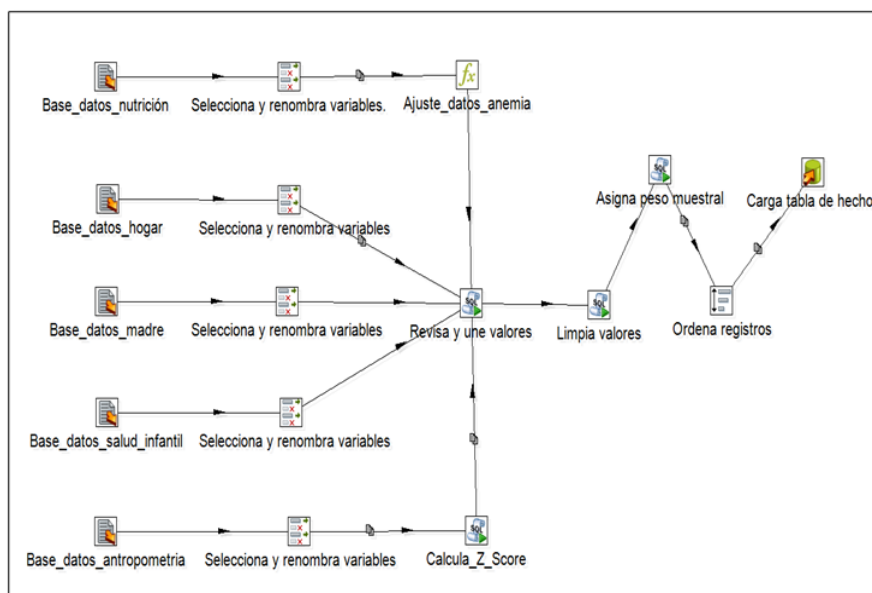 Base_datos_nutrición
Selecciona y renombra variables.
Ajuste_datos_anemia
Base_datos_hogar
Selecciona y renombra variables
Asigna peso muestral
Carga tabla de hecho
Base_datos_madre
Selecciona y renombra variables
Revisa y une valores
Limpia valores
Ordena registros
Base_datos_salud_infantil
Selecciona y renombra variables
Base_datos_antropometria
Selecciona y renombra variables
Calcula_Z_Score